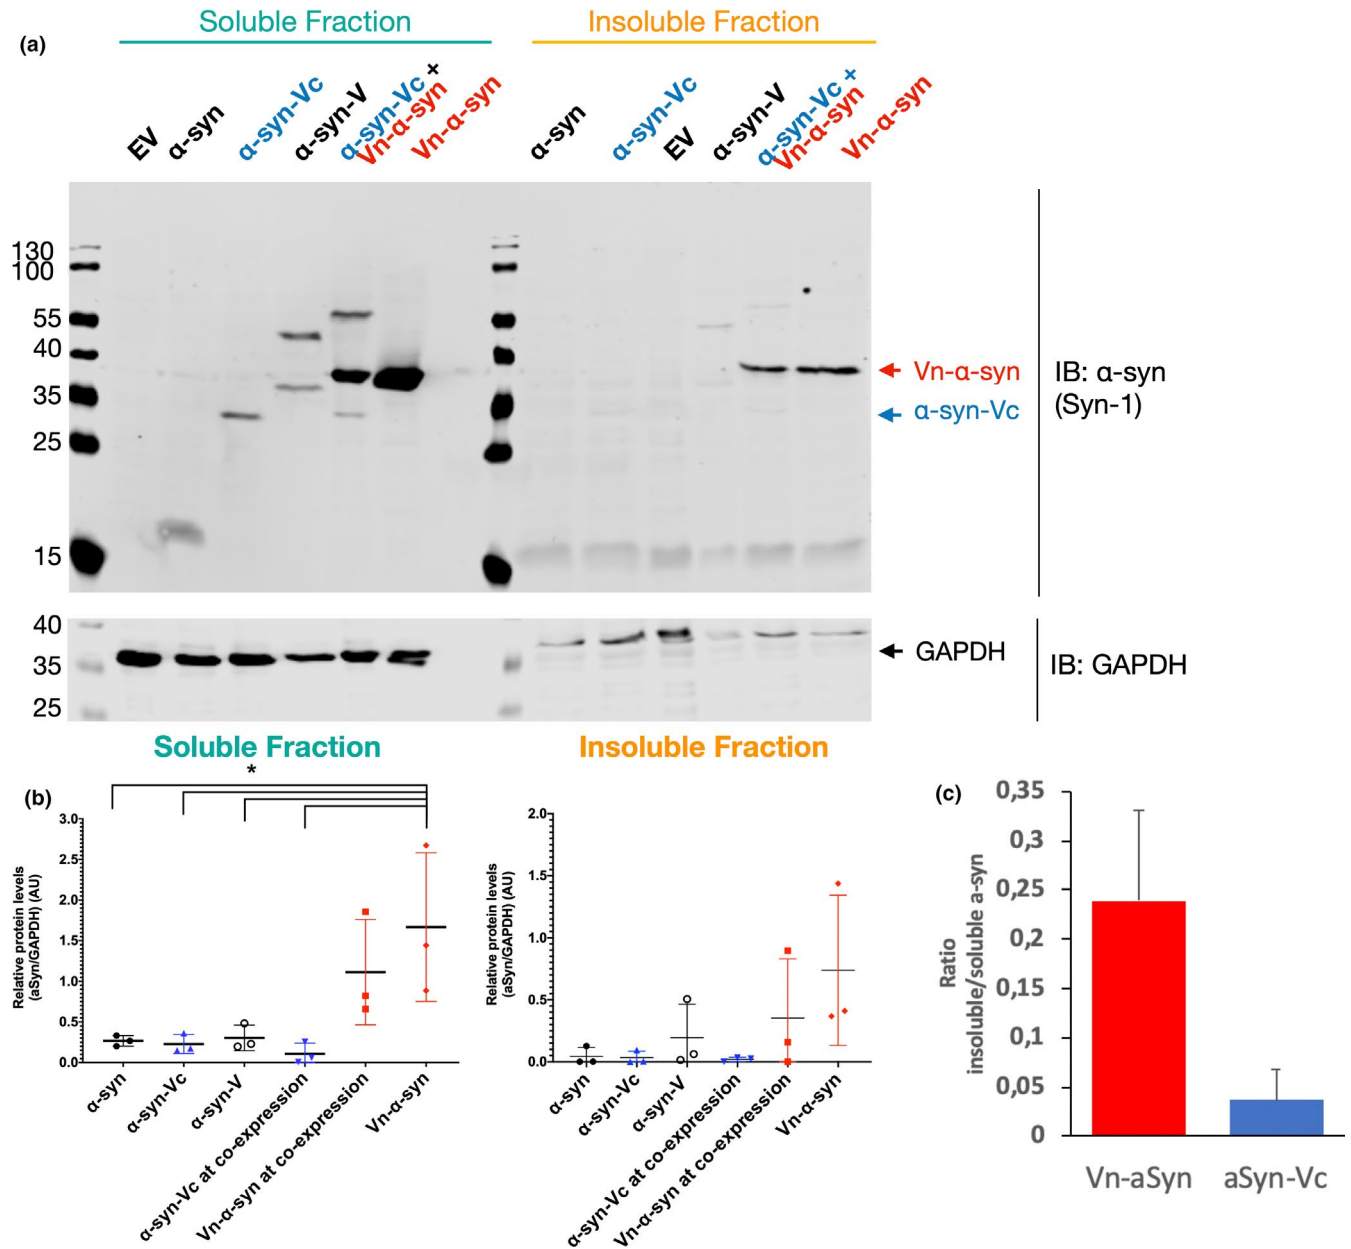 Soluble Fraction
Insoluble Fraction
(a)
EV
α-syn
α-syn-Vc
α-syn-V
α-syn-Vc +
Vn-α-syn
Vn-α-syn
α-syn
α-syn-Vc
EV
α-syn-V
α-syn-Vc +
Vn-α-syn
Vn-α-syn
130
100
55
40
35
25
15
Vn-α-syn
α-syn-Vc
IB: α-syn
(Syn-1)
40
35
25
GAPDH
IB: GAPDH
Soluble Fraction
Insoluble Fraction
(b)
*
Relative protein levels
(aSyn/GAPDH) (AU)
3.0
2.5
2.0
1.5
1.0
0.5
0.0
α-syn
α-syn-Vc
α-syn-V
α-syn-Vc at co-expression
Vn-α-syn at co-expression
Vn-α-syn
Relative protein levels
(aSyn/GAPDH) (AU)
2.0
1.5
1.0
0.5
0.0
α-syn
α-syn-Vc
α-syn-V
α-syn-Vc at co-expression
Vn-α-syn at co-expression
Vn-α-syn
(c)
Ratio
insoluble/soluble a-syn
0,35
0,3
0,25
0,2
0,15
0,1
0,05
0
Vn-aSyn
aSyn-Vc